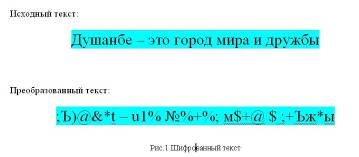 Исходный текст:
Душанбе – это город мира и дружбы
Преобразованный текст:
;Ъ)@&*t – u1% №%+%; м$+@ $ ;+Ъж*ы
Рис.1 Шифрованный текст